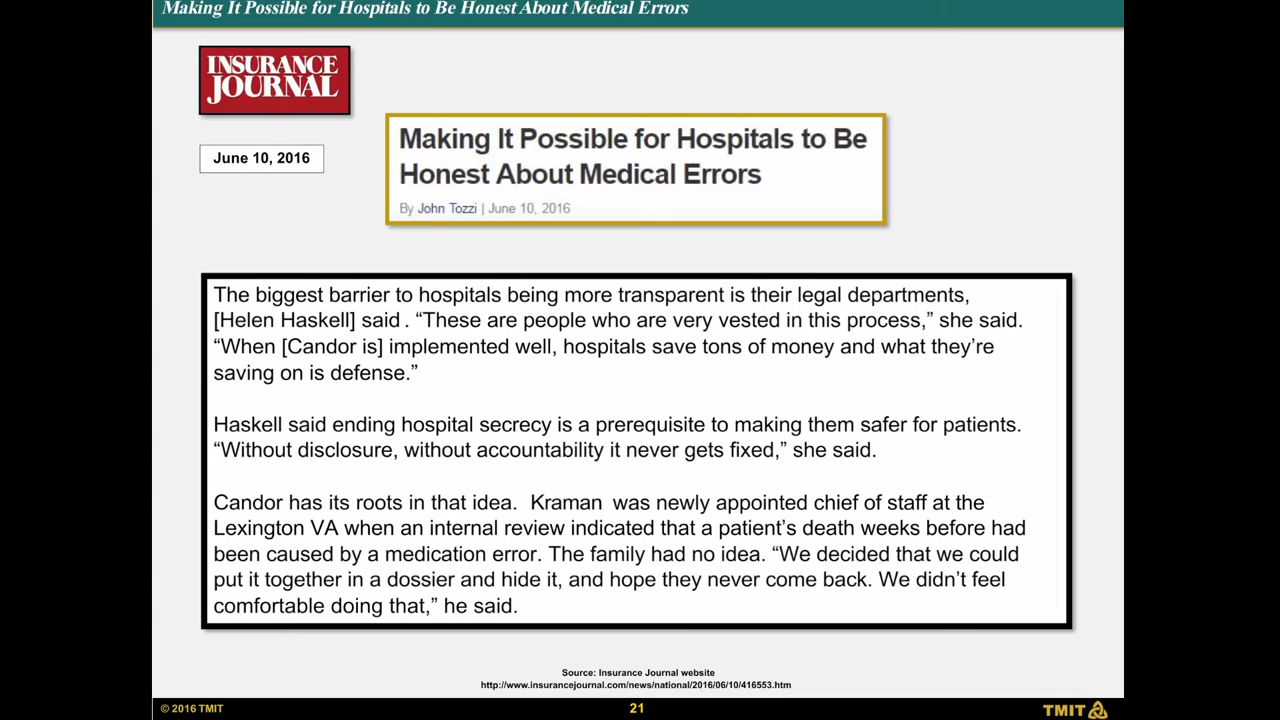 Making It Possible for Hospitals to Be Honest About Medical Errors
INSURANCE
JOURNAL
June 10, 2016
Making It Possible for Hospitals to Be
Honest About Medical Errors
By John Tozzi | June 10, 2016
The biggest barrier to hospitals being more transparent is their legal departments,
[Helen Haskell] said . “These are people who are very vested in this process,” she said.
“When [Candor is] implemented well, hospitals save tons of money and what they’re
saving on is defense.”
Haskell said ending hospital secrecy is a prerequisite to making them safer for patients.
“Without disclosure, without accountability it never gets fixed,” she said.
Candor has its roots in that idea.  Kraman  was newly appointed chief of staff at the
Lexington VA when an internal review indicated that a patient’s death weeks before had
been caused by a medication error. The family had no idea. “We decided that we could
put it together in a dossier and hide it, and hope they never come back. We didn’t feel
comfortable doing that,” he said.
Source: Insurance Journal website
http://www.insurancejournal.com/news/national/2016/06/10/416553.htm
© 2016 TMIT
21
TMIT